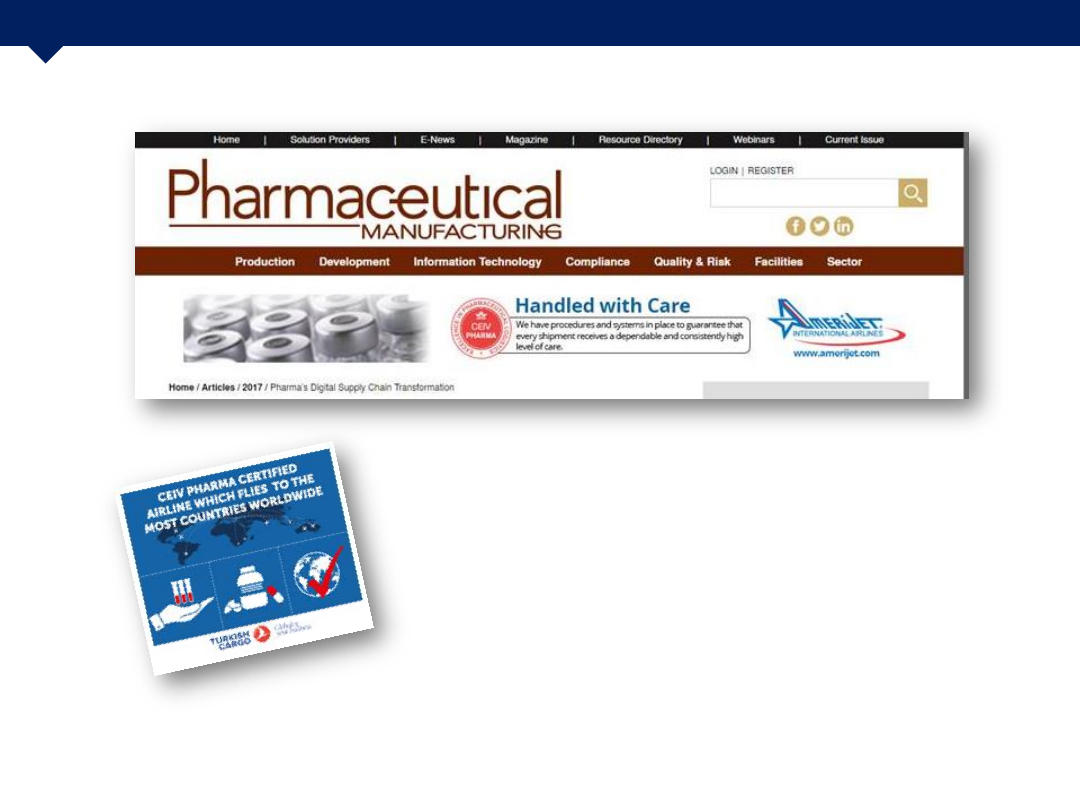 Home | Solution Providers | E-News | Magazine | Resource Directory | Webinars | Current Issue
LOGIN | REGISTER
Pharmaceutical
MANUFACTURING
Production Development Information Technology Compliance Quality & Risk Facilities Sector
CEIV
PHARMA
Handled with Care
We have procedures and systems in place to guarantee that
every shipment receives a dependable and consistently high
level of care.
AMERIJET
INTERNATIONAL AIRLINES
www.amerijet.com
Home / Articles / 2017 / Pharma's Digital Supply Chain Transformation
CEIV PHARMA CERTIFIED
AIRLINE WHICH FLIES TO THE
MOST COUNTRIES WORLDWIDE
TURKISH
CARGO